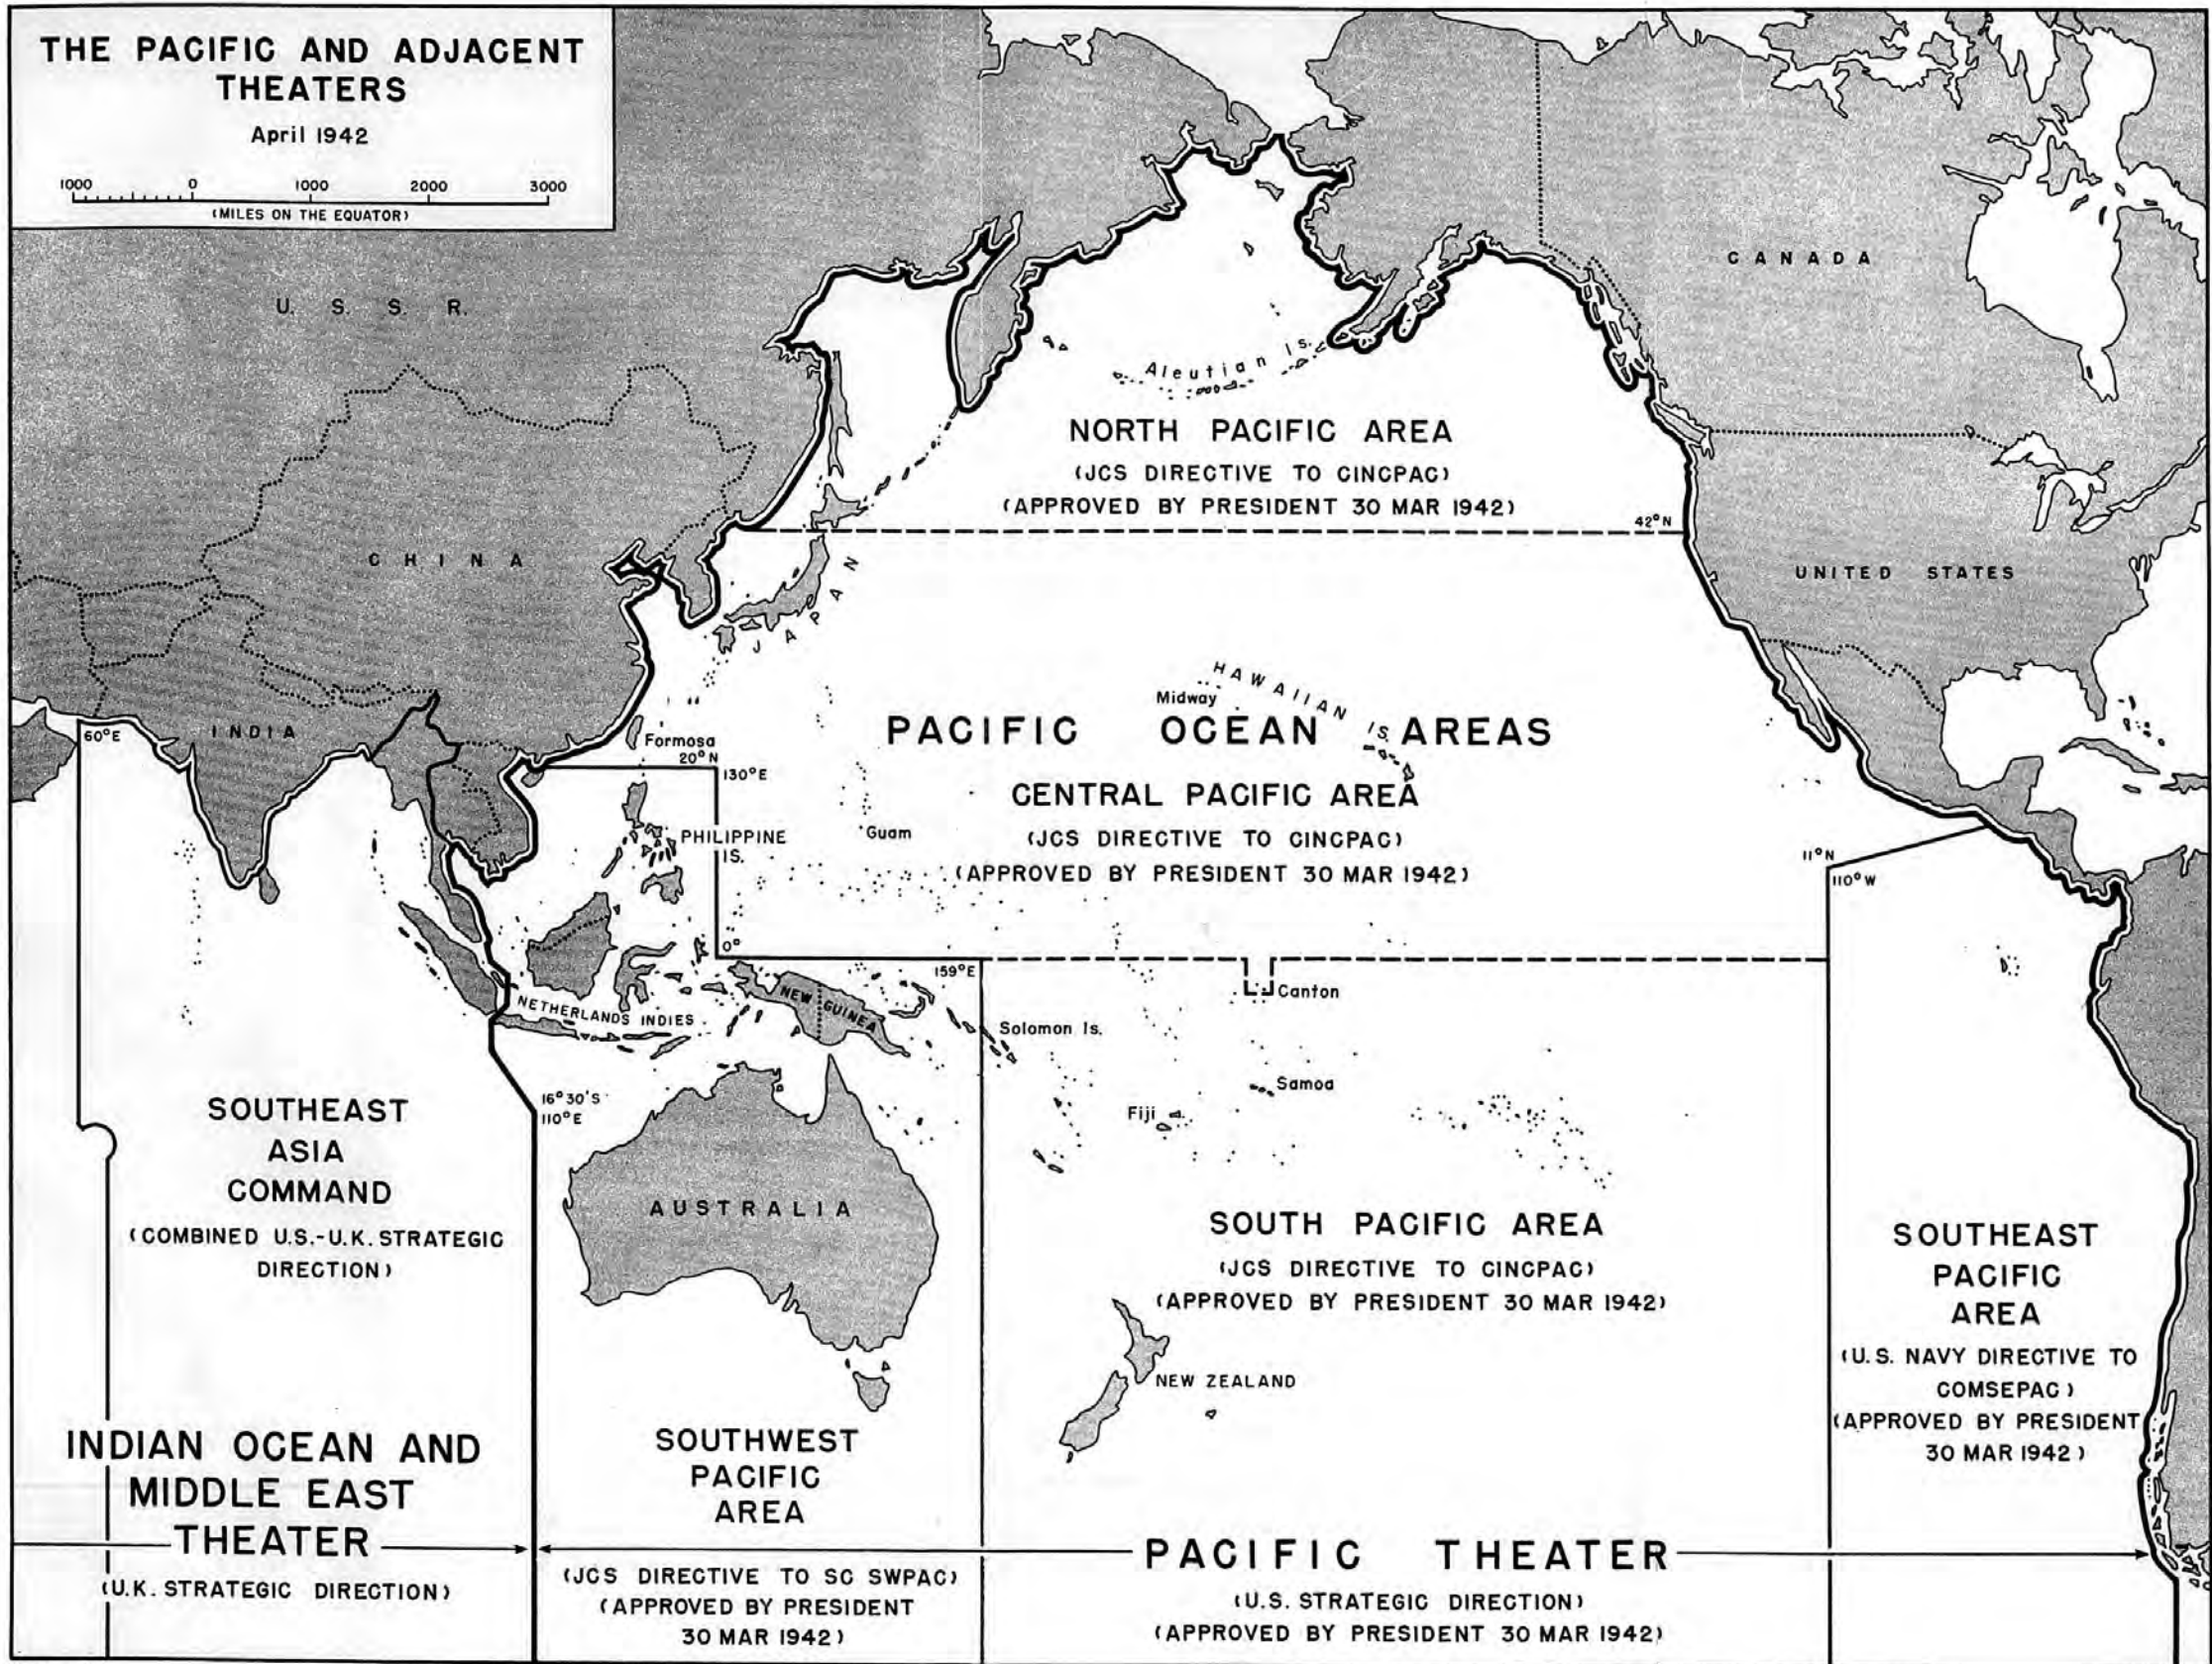 THE PACIFIC AND ADJACENT
THEATERS
April 1942
1000 0 1000 2000 3000
(MILES ON THE EQUATOR)
U. S. S. R.
CANADA
Aleutian Is.
NORTH PACIFIC AREA
(JCS DIRECTIVE TO CINCPAC)
(APPROVED BY PRESIDENT 30 MAR 1942)
42°N
CHINA
JAPAN
UNITED STATES
HAWAIIAN IS.
Midway
PACIFIC OCEAN AREAS
60°E
INDIA
Formosa
20°N
130°E
CENTRAL PACIFIC AREA
(JCS DIRECTIVE TO CINCPAC)
(APPROVED BY PRESIDENT 30 MAR 1942)
PHILIPPINE
IS.
Guam
11°N
110°W
0°
159°E
Canton
NETHERLANDS INDIES
NEW GUINEA
Solomon Is.
Samoa
Fiji
16°30'S
110°E
SOUTHEAST
ASIA
COMMAND
(COMBINED U.S.-U.K. STRATEGIC
DIRECTION)
AUSTRALIA
SOUTH PACIFIC AREA
(JCS DIRECTIVE TO CINCPAC)
(APPROVED BY PRESIDENT 30 MAR 1942)
SOUTHEAST
PACIFIC
AREA
(U.S. NAVY DIRECTIVE TO
COMSEPAC)
(APPROVED BY PRESIDENT
30 MAR 1942)
NEW ZEALAND
INDIAN OCEAN AND
MIDDLE EAST
THEATER
(U.K. STRATEGIC DIRECTION)
SOUTHWEST
PACIFIC
AREA
(JCS DIRECTIVE TO SC SWPAC)
(APPROVED BY PRESIDENT
30 MAR 1942)
PACIFIC THEATER
(U.S. STRATEGIC DIRECTION)
(APPROVED BY PRESIDENT 30 MAR 1942)